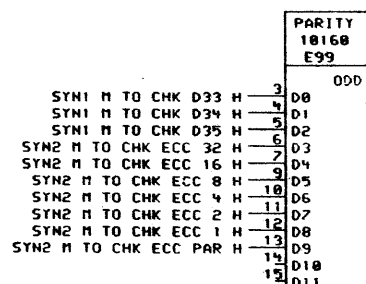 PARITY
10160
E99
ODD
SYN1 M TO CHK D33 H 3 D0
SYN1 M TO CHK D34 H 4 D1
SYN1 M TO CHK D35 H 5 D2
SYN2 M TO CHK ECC 32 H 6 D3
SYN2 M TO CHK ECC 16 H 7 D4
SYN2 M TO CHK ECC 8 H 9 D5
SYN2 M TO CHK ECC 4 H 10 D6
SYN2 M TO CHK ECC 2 H 11 D7
SYN2 M TO CHK ECC 1 H 12 D8
SYN2 M TO CHK ECC PAR H 13 D9
14 D10
15 D11